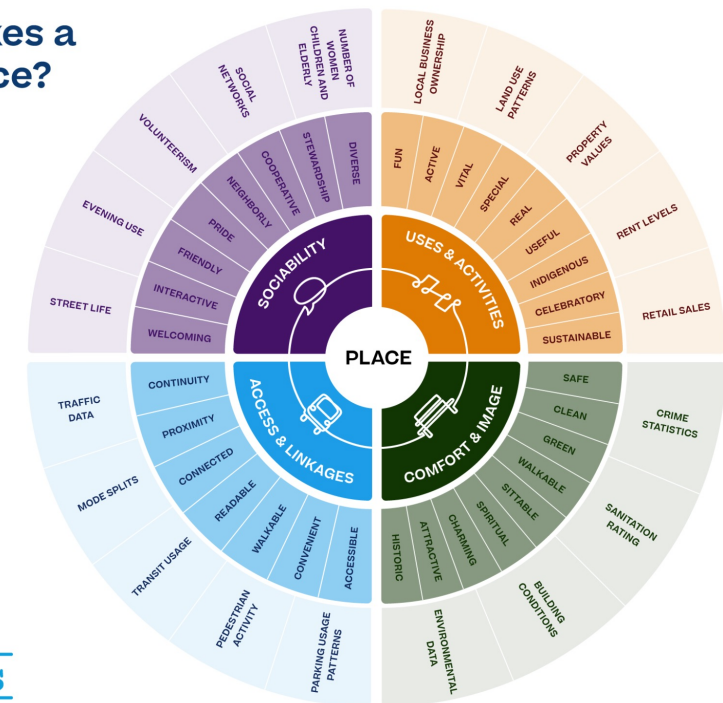 kes a
ce?
NUMBER OF
WOMEN
CHILDREN AND
ELDERLY
SOCIAL
NETWORKS
VOLUNTEERISM
EVENING USE
STREET LIFE
DIVERSE
STEWARDSHIP
COOPERATIVE
NEIGHBORLY
PRIDE
FRIENDLY
INTERACTIVE
WELCOMING
SOCIABILITY
LOCAL BUSINESS
OWNERSHIP
LAND USE
PATTERNS
PROPERTY
VALUES
RENT LEVELS
RETAIL SALES
FUN
ACTIVE
VITAL
SPECIAL
REAL
USEFUL
INDIGENOUS
CELEBRATORY
SUSTAINABLE
USES & ACTIVITIES
PLACE
TRAFFIC
DATA
MODE SPLITS
TRANSIT USAGE
PEDESTRIAN
ACTIVITY
PARKING USAGE
PATTERNS
CONTINUITY
PROXIMITY
CONNECTED
READABLE
WALKABLE
CONVENIENT
ACCESSIBLE
ACCESS & LINKAGES
COMFORT & IMAGE
SAFE
CLEAN
GREEN
WALKABLE
SITTABLE
SPIRITUAL
CHARMING
ATTRACTIVE
HISTORIC
CRIME
STATISTICS
SANITATION
RATING
BUILDING
CONDITIONS
ENVIRONMENTAL
DATA
s